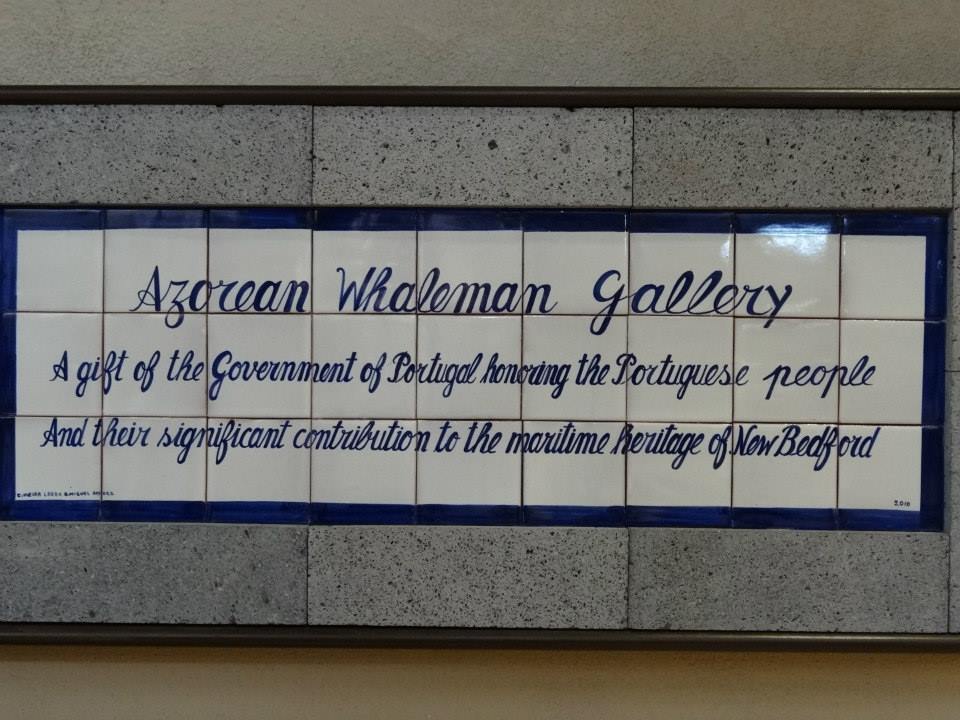 Azorean Whaleman Gallery
A gift of the Government of Portugal honoring the Portuguese people
And their significant contribution to the maritime heritage of New Bedford
2010